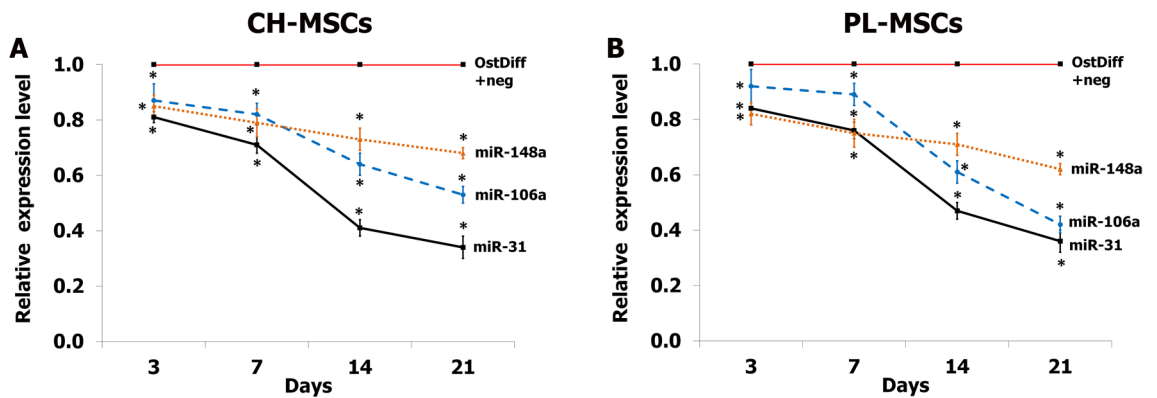 CH-MSCs
A
Relative expression level
1.0
0.8
0.6
0.4
0.2
0.0
*
*
*
*
*
*
*
*
*
*
*
*
OstDiff
+neg
miR-148a
miR-106a
miR-31
3 7 14 21
Days
PL-MSCs
B
Relative expression level
1.0
0.8
0.6
0.4
0.2
0.0
*
*
*
*
*
*
*
*
*
*
*
*
OstDiff
+neg
miR-148a
miR-106a
miR-31
3 7 14 21
Days